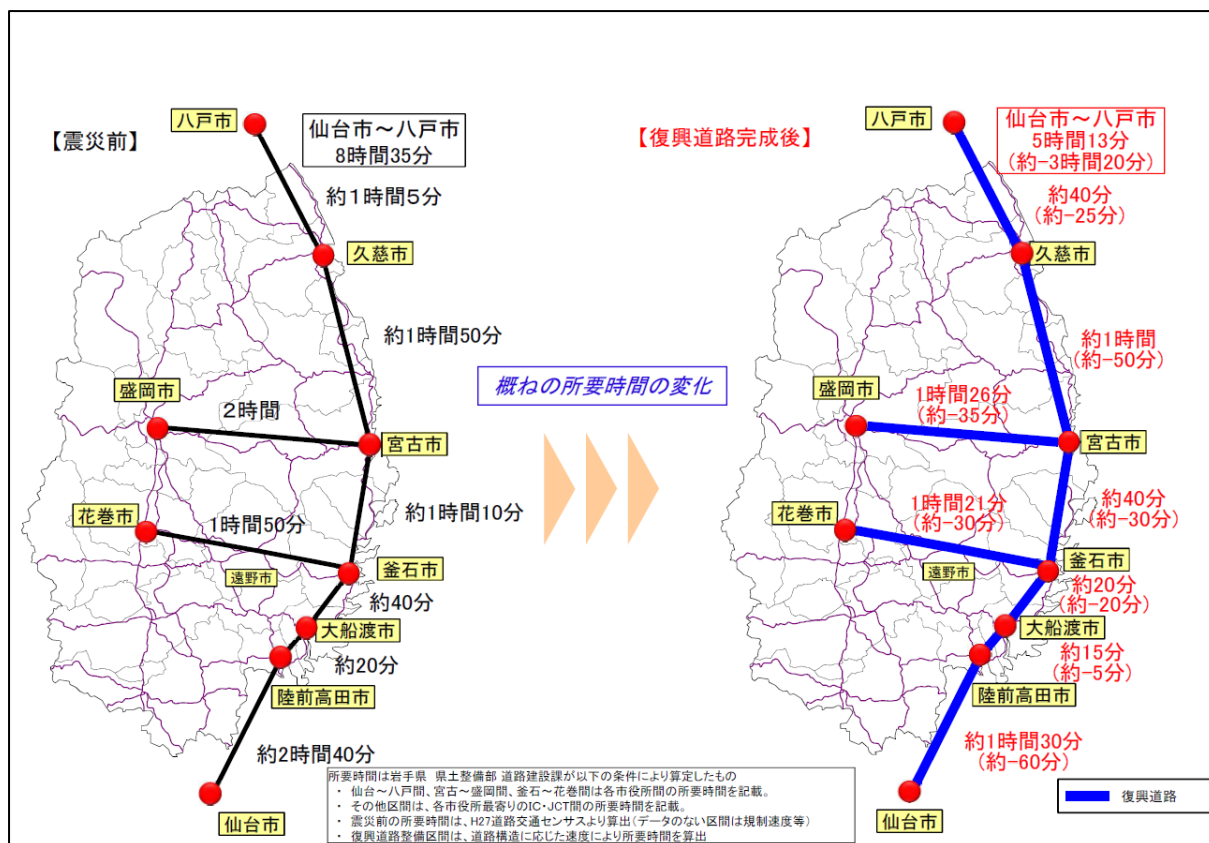 【震災前】
八戸市
仙台市～八戸市
8時間35分
約1時間5分
久慈市
約1時間50分
盛岡市
2時間
宮古市
花巻市
1時間50分
約1時間10分
遠野市
釜石市
約40分
大船渡市
約20分
陸前高田市
約2時間40分
仙台市
概ねの所要時間の変化
【復興道路完成後】
八戸市
仙台市～八戸市
5時間13分
(約-3時間20分)
約40分
(約-25分)
久慈市
約1時間
(約-50分)
盛岡市
1時間26分
(約-35分)
宮古市
花巻市
1時間21分
(約-30分)
約40分
(約-30分)
遠野市
釜石市
約20分
(約-20分)
大船渡市
約15分
(約-5分)
陸前高田市
約1時間30分
(約-60分)
仙台市
所要時間は岩手県 県土整備部 道路建設課が以下の条件により算定したもの
・ 仙台～八戸間、宮古～盛岡間、釜石～花巻間は各市役所間の所要時間を記載。
・ その他区間は、各市役所最寄りのIC・JCT間の所要時間を記載。
・ 震災前の所要時間は、H27道路交通センサスより算出(データのない区間は規制速度等)
・ 復興道路整備区間は、道路構造に応じた速度により所要時間を算出
復興道路